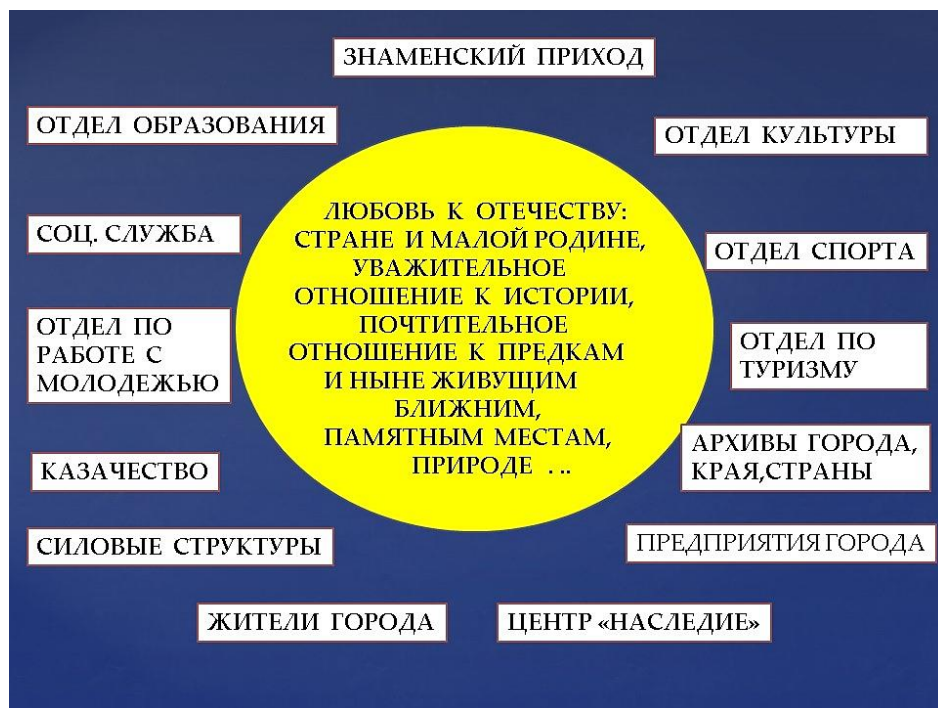 ЗНАМЕНСКИЙ ПРИХОД
ОТДЕЛ ОБРАЗОВАНИЯ
ОТДЕЛ КУЛЬТУРЫ
СОЦ. СЛУЖБА
ОТДЕЛ СПОРТА
ОТДЕЛ ПО
РАБОТЕ С
МОЛОДЕЖЬЮ
ОТДЕЛ ПО
ТУРИЗМУ
ЛЮБОВЬ К ОТЕЧЕСТВУ:
СТРАНЕ И МАЛОЙ РОДИНЕ,
УВАЖИТЕЛЬНОЕ
ОТНОШЕНИЕ К ИСТОРИИ,
ПОЧТИТЕЛЬНОЕ
ОТНОШЕНИЕ К ПРЕДКАМ
И НЫНЕ ЖИВУЩИМ
БЛИЖНИМ,
ПАМЯТНЫМ МЕСТАМ,
ПРИРОДЕ . ..
КАЗАЧЕСТВО
АРХИВЫ ГОРОДА,
КРАЯ,СТРАНЫ
СИЛОВЫЕ СТРУКТУРЫ
ПРЕДПРИЯТИЯ ГОРОДА
ЖИТЕЛИ ГОРОДА
ЦЕНТР «НАСЛЕДИЕ»